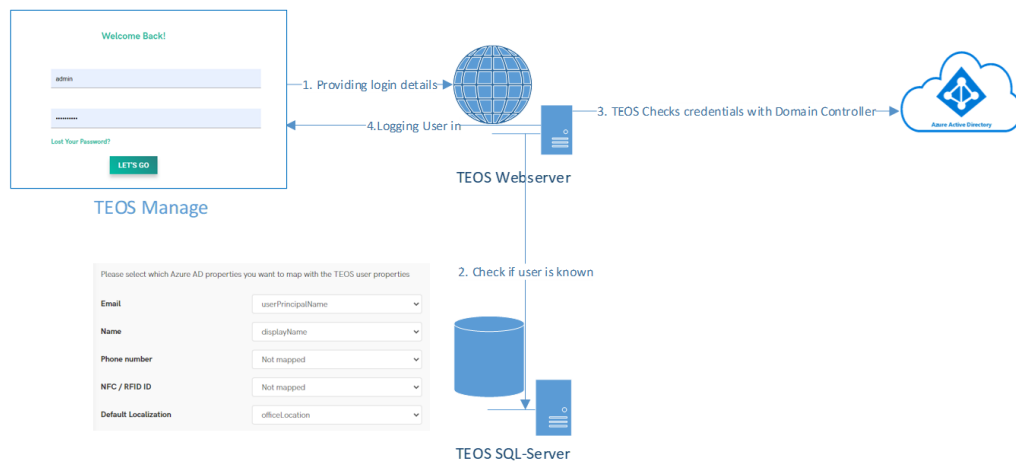 Welcome Back!
admin
••••••••••
Lost Your Password?
LET'S GO
TEOS Manage
1. Providing login details
4.Logging User in
TEOS Webserver
3. TEOS Checks credentials with Domain Controller
Azure Active Directory
2. Check if user is known
TEOS SQL-Server
Please select which Azure AD properties you want to map with the TEOS user properties
Email userPrincipalName
Name displayName
Phone number Not mapped
NFC / RFID ID Not mapped
Default Localization officeLocation